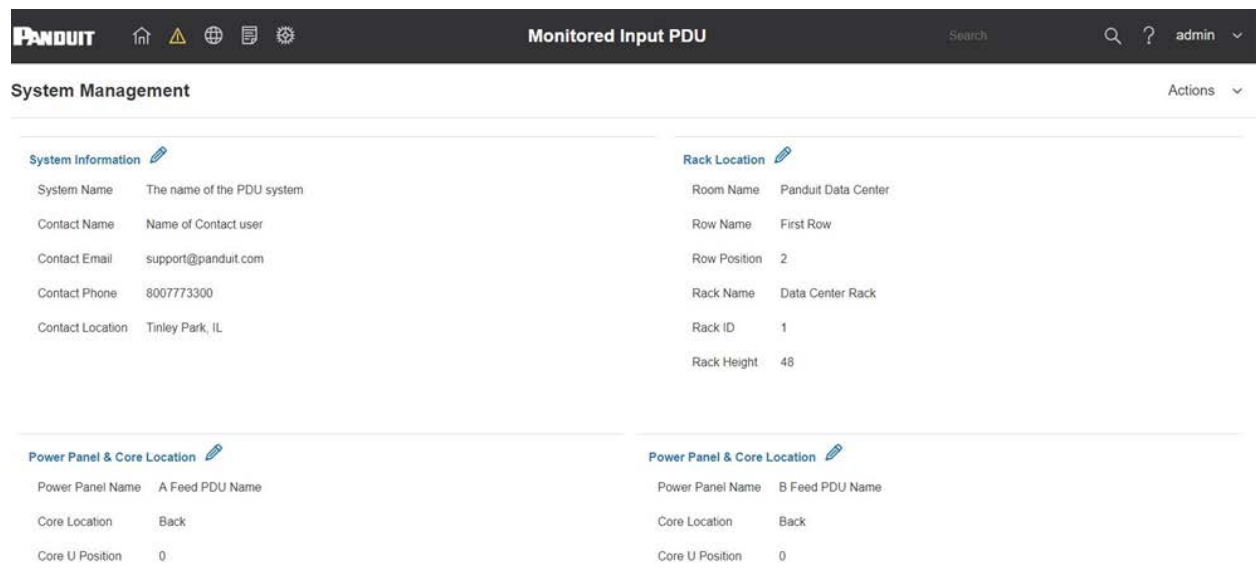 PANDUIT Monitored Input PDU Search ? admin
System Management Actions
System Information
System Name The name of the PDU system
Contact Name Name of Contact user
Contact Email support@panduit.com
Contact Phone 8007773300
Contact Location Tinley Park, IL
Rack Location
Room Name Panduit Data Center
Row Name First Row
Row Position 2
Rack Name Data Center Rack
Rack ID 1
Rack Height 48
Power Panel & Core Location
Power Panel Name A Feed PDU Name
Core Location Back
Core U Position 0
Power Panel & Core Location
Power Panel Name B Feed PDU Name
Core Location Back
Core U Position 0